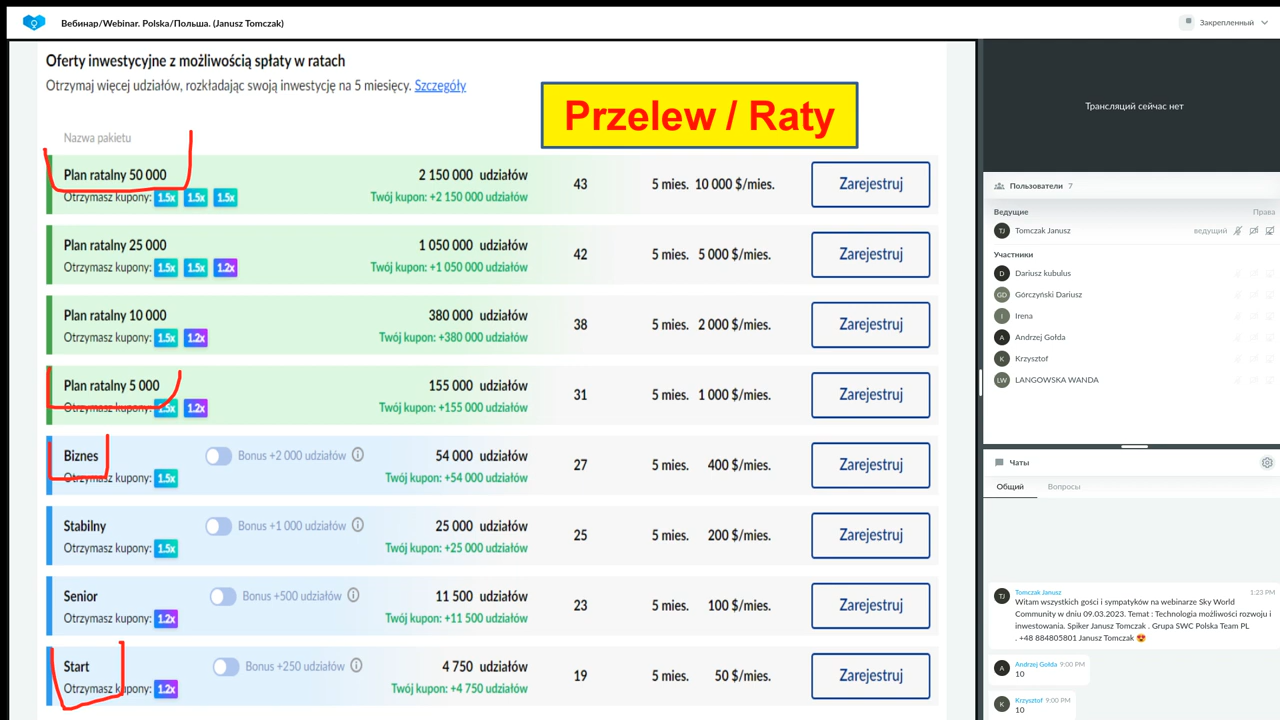 Вебинар/Webinar. Polska/Польша. (Janusz Tomczak)
Закрепленный
Oferty inwestycyjne z możliwością spłaty w ratach
Otrzymaj więcej udziałów, rozkładając swoją inwestycję na 5 miesięcy. Szczegóły
Przelew / Raty
Nazwa pakietu
Plan ratalny 50 000
Otrzymasz kupony: 1.5x 1.5x 1.5x
2 150 000 udziałów
Twój kupon: +2 150 000 udziałów
43
5 mies. 10 000 $/mies.
Zarejestruj
Plan ratalny 25 000
Otrzymasz kupony: 1.5x 1.5x 1.2x
1 050 000 udziałów
Twój kupon: +1 050 000 udziałów
42
5 mies. 5 000 $/mies.
Zarejestruj
Plan ratalny 10 000
Otrzymasz kupony: 1.5x 1.2x
380 000 udziałów
Twój kupon: +380 000 udziałów
38
5 mies. 2 000 $/mies.
Zarejestruj
Plan ratalny 5 000
Otrzymasz kupony: 1.5x 1.2x
155 000 udziałów
Twój kupon: +155 000 udziałów
31
5 mies. 1 000 $/mies.
Zarejestruj
Biznes
Otrzymasz kupony: 1.5x
Bonus +2 000 udziałów
54 000 udziałów
Twój kupon: +54 000 udziałów
27
5 mies. 400 $/mies.
Zarejestruj
Stabilny
Otrzymasz kupony: 1.5x
Bonus +1 000 udziałów
25 000 udziałów
Twój kupon: +25 000 udziałów
25
5 mies. 200 $/mies.
Zarejestruj
Senior
Otrzymasz kupony: 1.2x
Bonus +500 udziałów
11 500 udziałów
Twój kupon: +11 500 udziałów
23
5 mies. 100 $/mies.
Zarejestruj
Start
Otrzymasz kupony: 1.2x
Bonus +250 udziałów
4 750 udziałów
Twój kupon: +4 750 udziałów
19
5 mies. 50 $/mies.
Zarejestruj
Трансляций сейчас нет
Пользователи 7
Ведущие Права
TJ Tomczak Janusz ведущий
Участники
D Dariusz kubulus
GD Górczyński Dariusz
I Irena
A Andrzej Gołda
K Krzysztof
LW LANGOWSKA WANDA
Чаты
Общий Вопросы
TJ Tomczak Janusz 1:23 PM
Witam wszystkich gości i sympatyków na webinarze Sky World
Community w dniu 09.03.2023. Temat : Technologia możliwości rozwoju i
inwestowania. Spiker Janusz Tomczak . Grupa SWC Polska Team PL
. +48 884805801 Janusz Tomczak 😍
A Andrzej Gołda 9:00 PM
10
K Krzysztof 9:00 PM
10